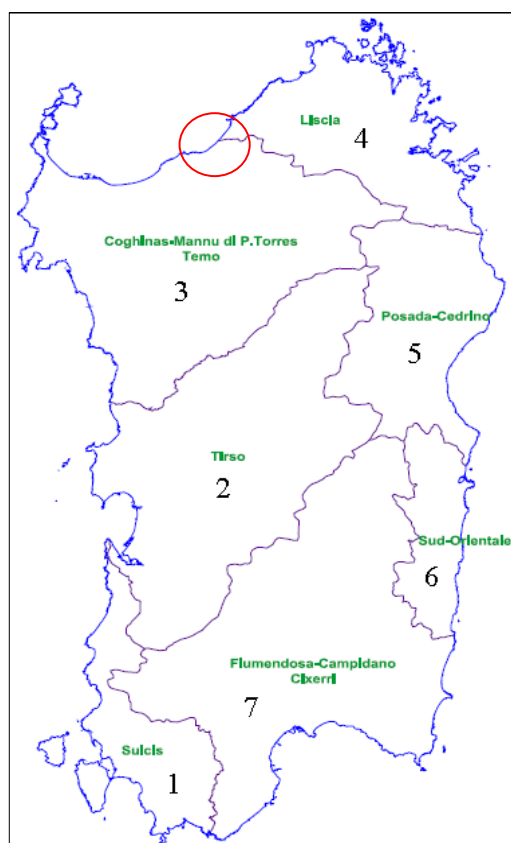 Liscia
4
Coghinas-Mannu di P.Torres
Temo
3
Posada-Cedrino
5
Tirso
2
Sud-Orientale
6
Flumendosa-Campidano
Cixerri
7
Sulcis
1